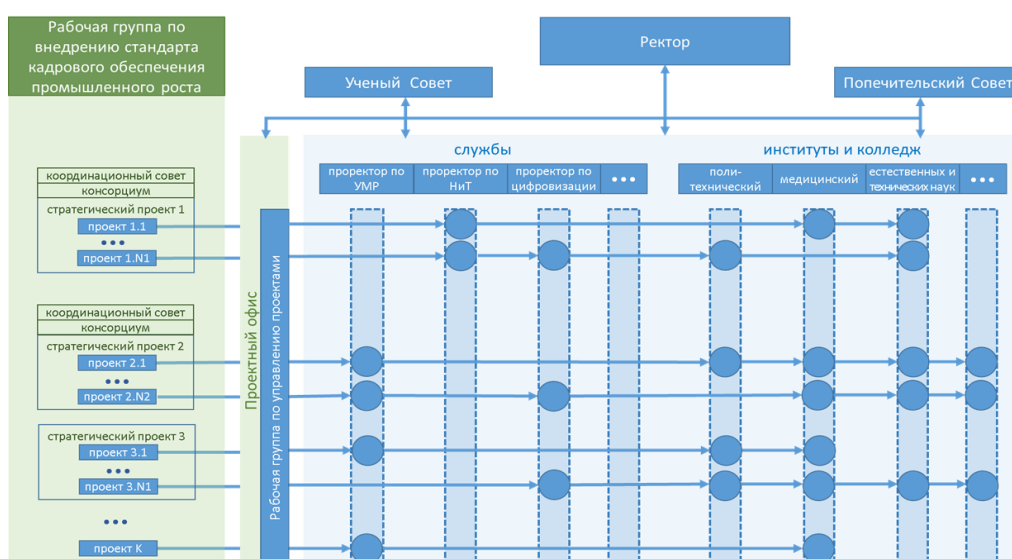 Рабочая группа по
внедрению стандарта
кадрового обеспечения
промышленного роста
Ректор
Ученый Совет
Попечительский Совет
службы
институты и колледж
проректор по
УМР
проректор по
НиТ
проректор по
цифровизации
...
поли-
технический
медицинский
естественных и
технических наук
...
координационный совет
консорциум
стратегический проект 1
проект 1.1
...
проект 1.N1
координационный совет
консорциум
стратегический проект 2
проект 2.1
...
проект 2.N2
стратегический проект 3
проект 3.1
...
проект 3.N1
...
проект K
Проектный офис
Рабочая группа по управлению проектами